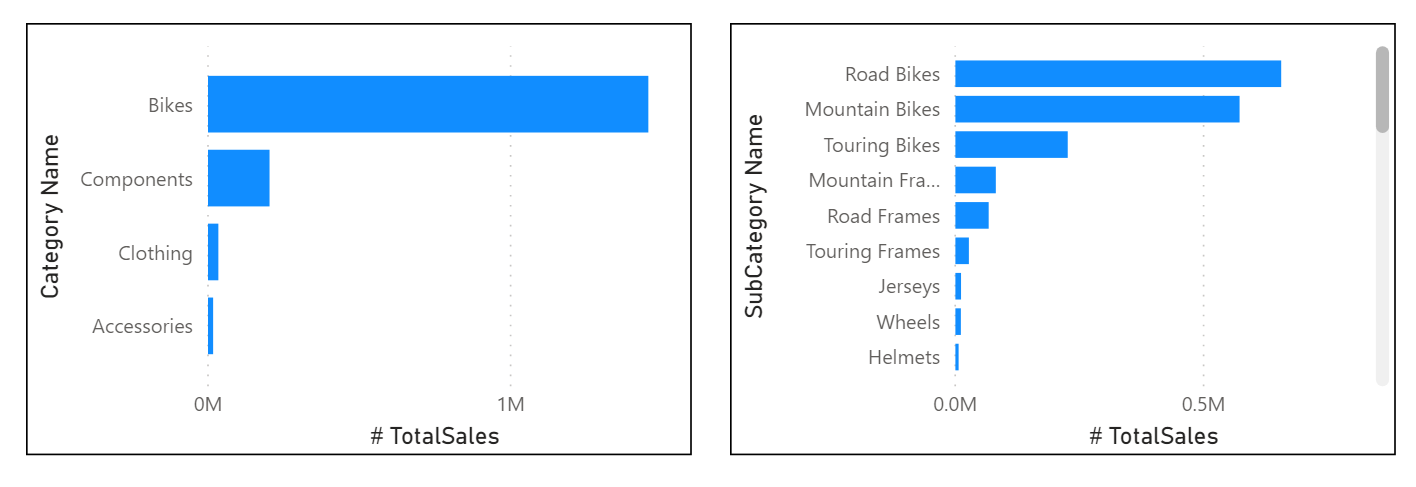 Category Name
Bikes
Components
Clothing
Accessories
0M 1M
# TotalSales
SubCategory Name
Road Bikes
Mountain Bikes
Touring Bikes
Mountain Fra...
Road Frames
Touring Frames
Jerseys
Wheels
Helmets
0.0M 0.5M
# TotalSales